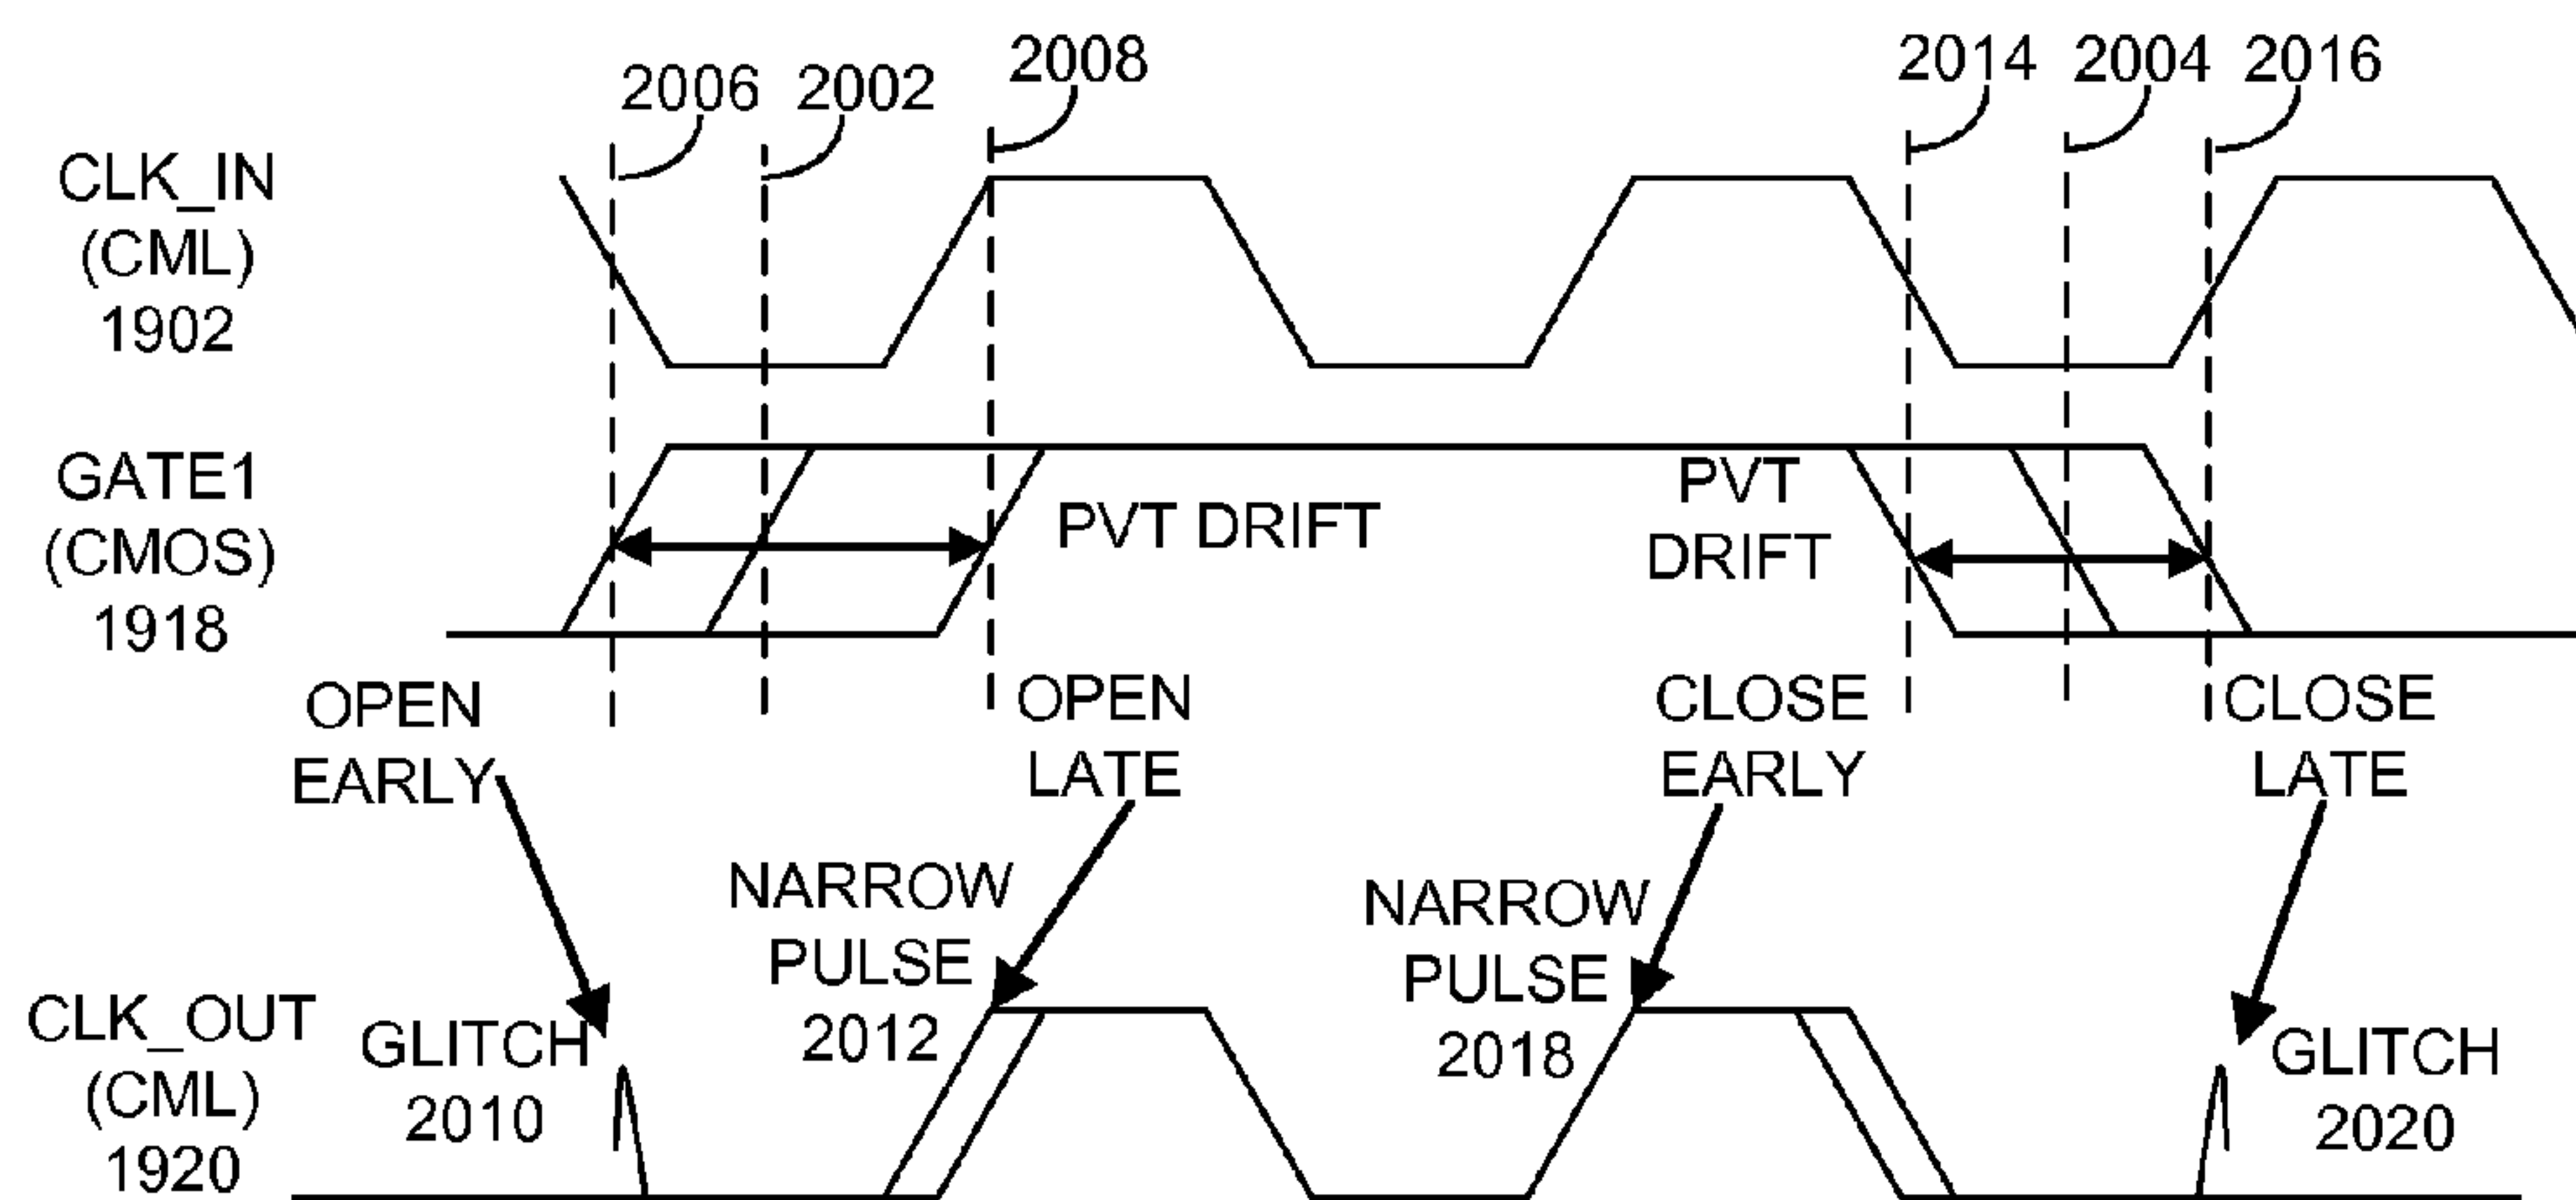 2006
2002
2008
2014
2004
2016
CLK_IN
(CML)
1902
GATE1
(CMOS)
1918
PVT DRIFT
PVT
DRIFT
OPEN
EARLY
OPEN
LATE
CLOSE
EARLY
CLOSE
LATE
CLK_OUT
(CML)
1920
GLITCH
2010
NARROW
PULSE
2012
NARROW
PULSE
2018
GLITCH
2020